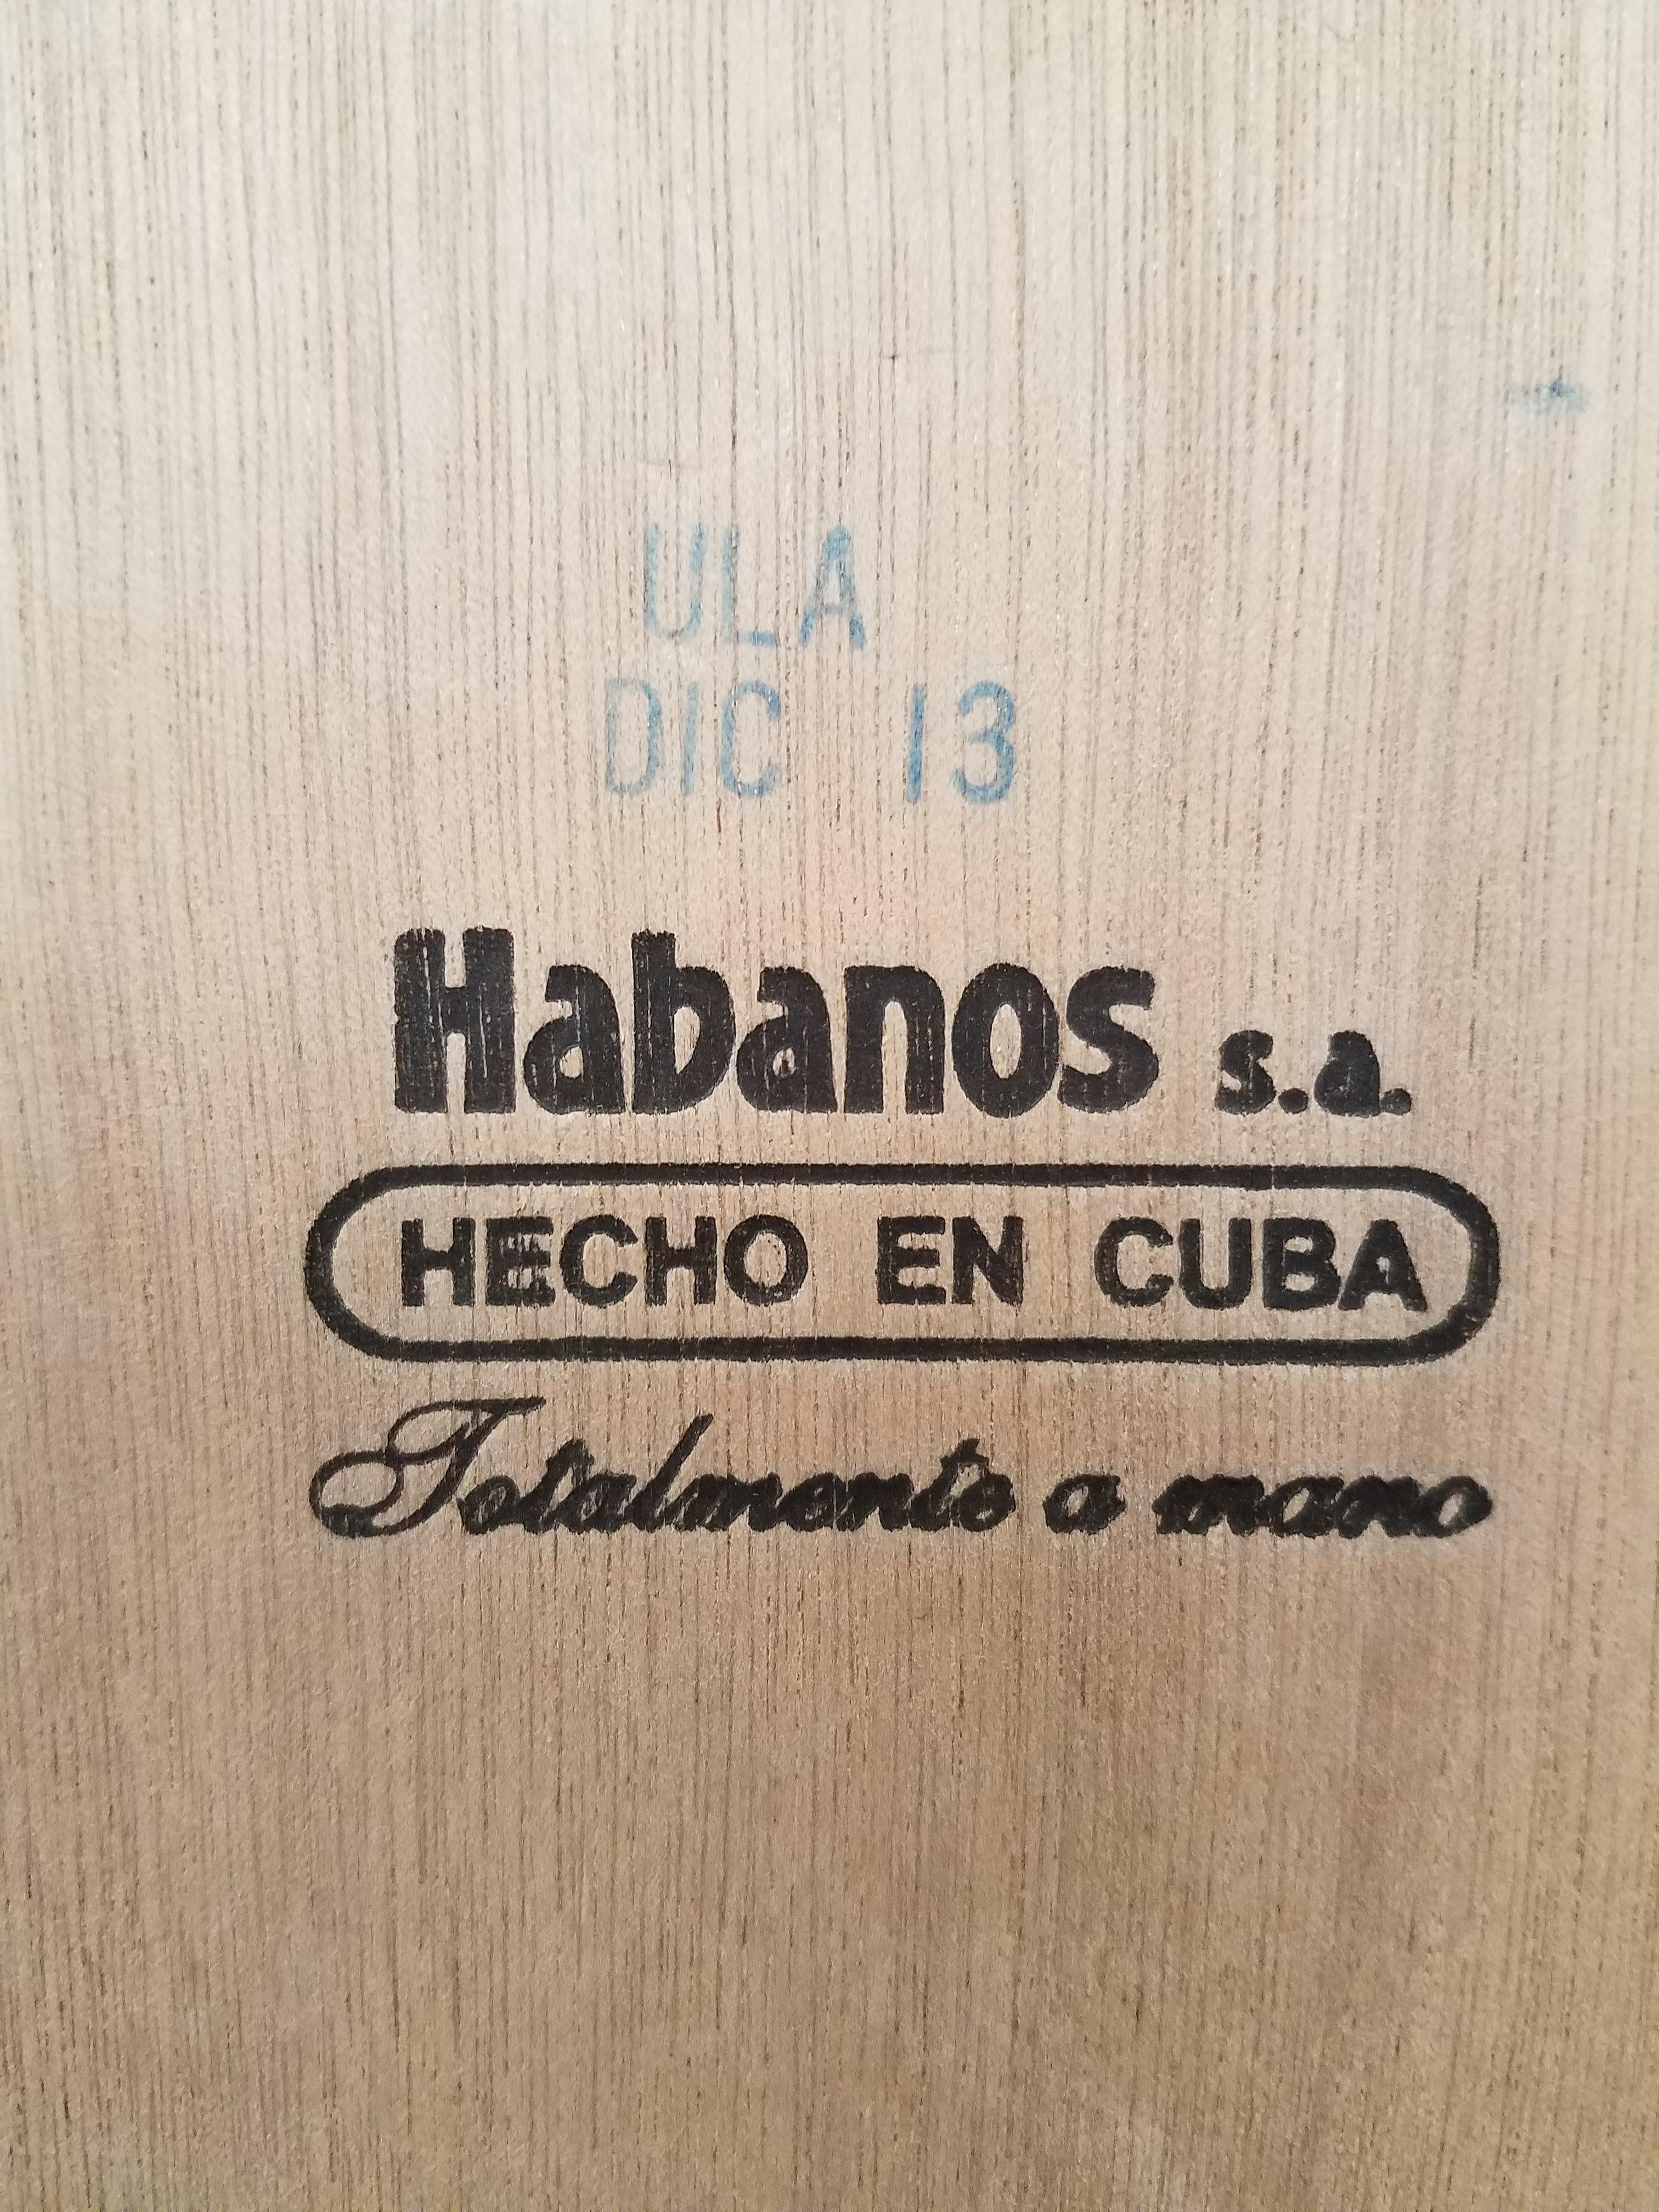 ULA
DIC 13
Habanos s.a.
HECHO EN CUBA
Totalmente a mano